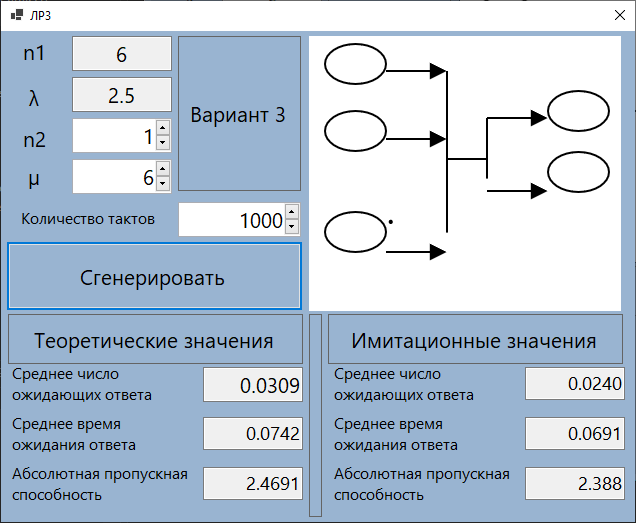 ЛР3
n1
6
λ
2.5
n2
1
μ
6
Вариант 3
Количество тактов
1000
Сгенерировать
Теоретические значения
Среднее число
ожидающих ответа
0.0309
Среднее время
ожидания ответа
0.0742
Абсолютная пропускная
способность
2.4691
Имитационные значения
Среднее число
ожидающих ответа
0.0240
Среднее время
ожидания ответа
0.0691
Абсолютная пропускная
способность
2.388